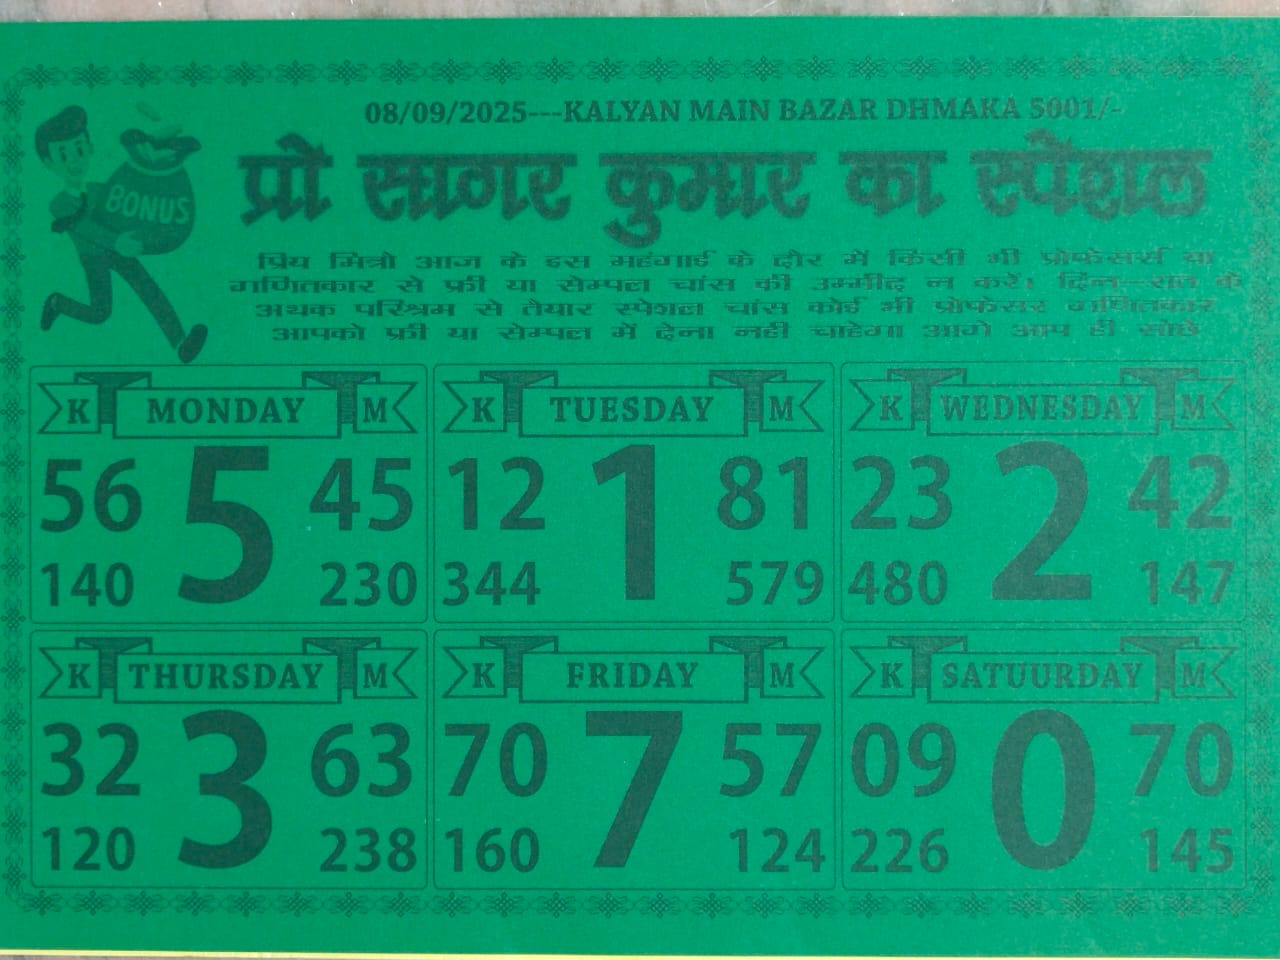 08/09/2025---KALYAN MAIN BAZAR DHMAKA 5001/-
प्रो सागर कुमार का स्पेशल
BONUS
प्रिय मित्रो आज के इस महंगाई के दौर में किसी भी प्रोफेसर्स या
गणितकार से फ्री या सेम्पल चांस की उम्मीद न करें। दिन-रात के
अथक परिश्रम से तैयार स्पेशल चांस कोई भी प्रोफेसर गणितकार
आपको फ्री या सेम्पल में देना नहीं चाहेगा आगे आप ही सोंछे
K MONDAY M
56 5 45
140 230
K TUESDAY M
12 1 81
344 579
K WEDNESDAY M
23 2 42
480 147
K THURSDAY M
32 3 63
120 238
K FRIDAY M
70 7 57
160 124
K SATUURDAY M
09 0 70
226 145